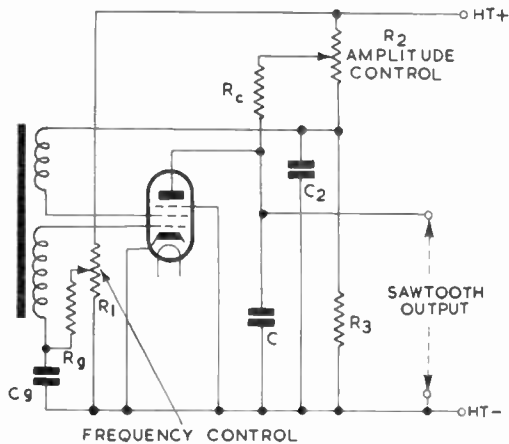 HT+
R2
AMPLITUDE
CONTROL
Rc
C2
R1
C
R3
SAWTOOTH
OUTPUT
Rg
Cg
HT-
FREQUENCY CONTROL